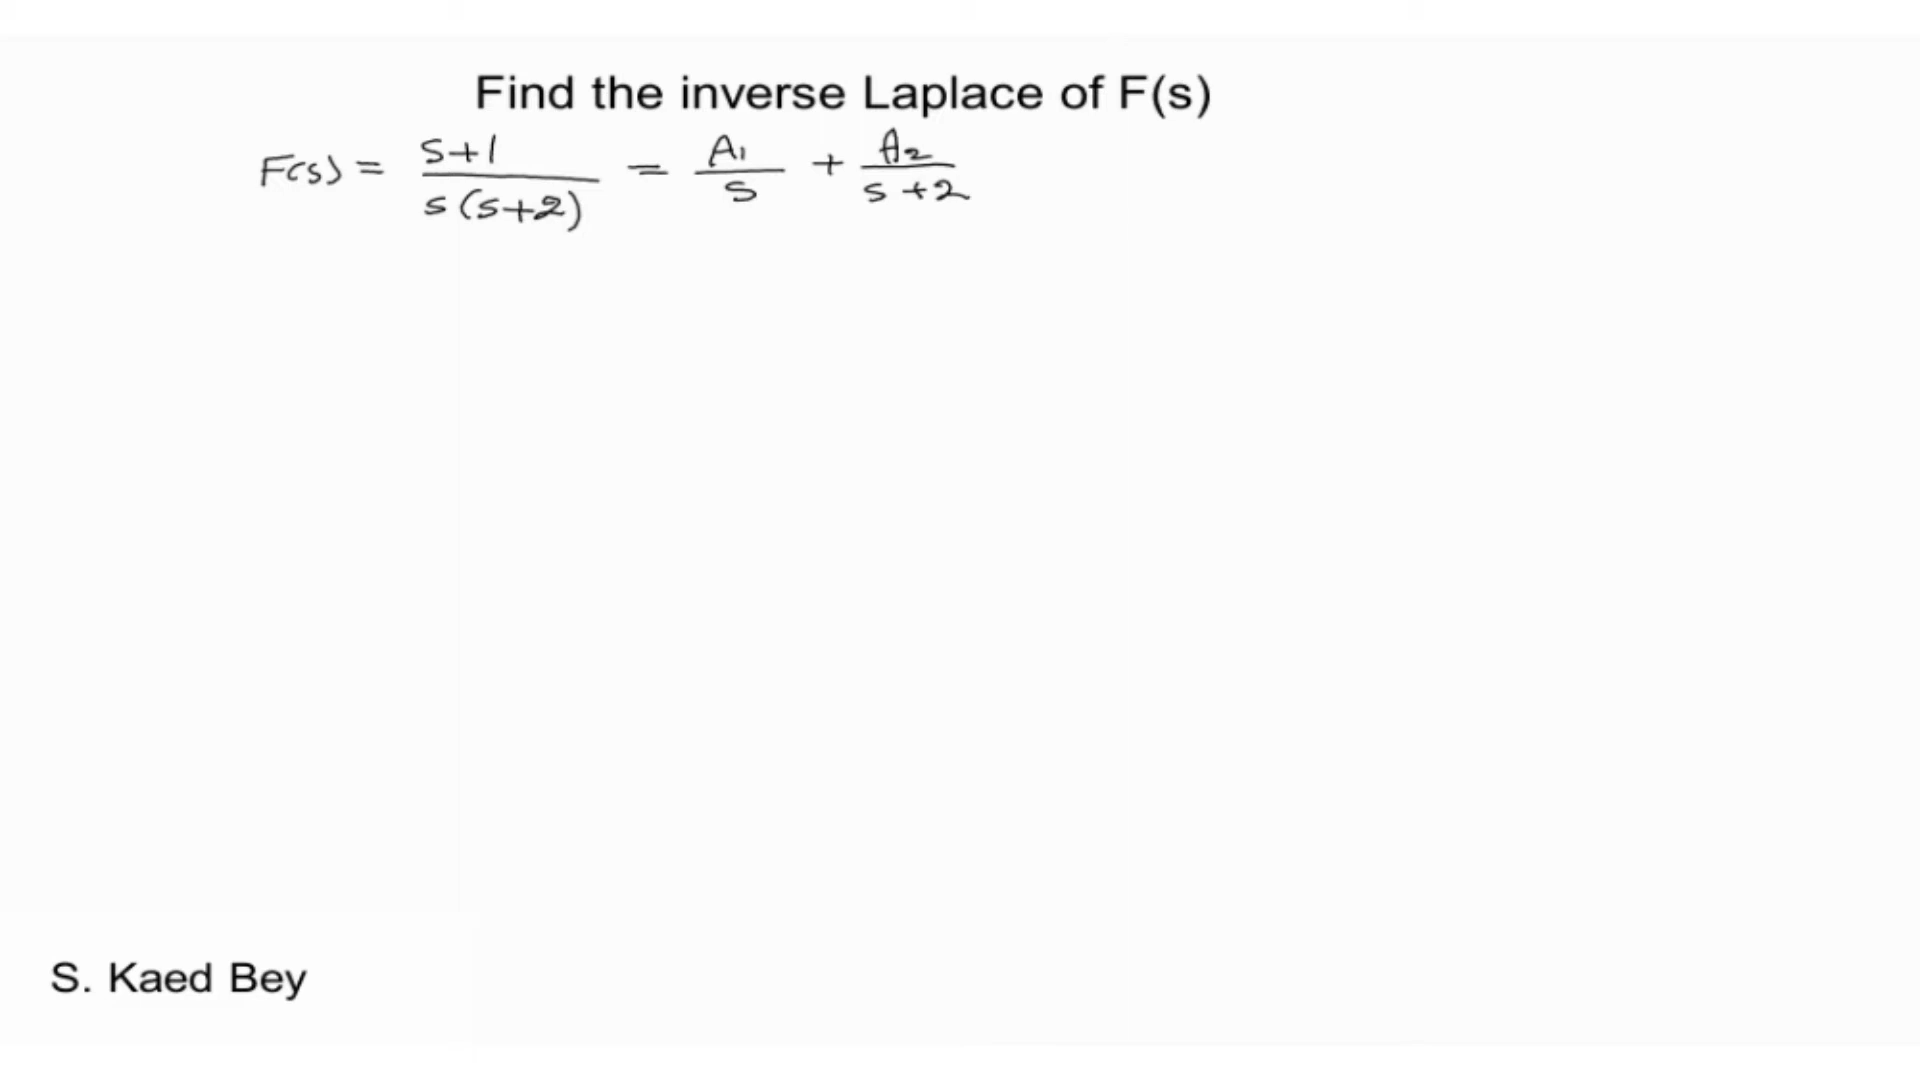 Find the inverse Laplace of F(s)
F(s) = s+1 / s(s+2) = A1 / s + A2 / s+2
S. Kaed Bey